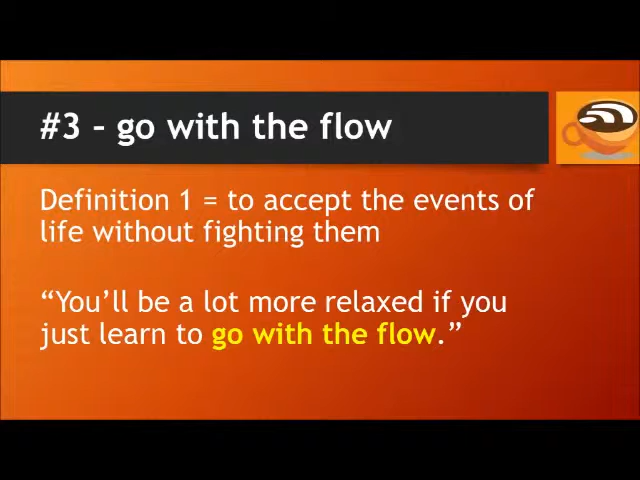 #3 – go with the flow
Definition 1 = to accept the events of
life without fighting them
“You’ll be a lot more relaxed if you
just learn to go with the flow.”